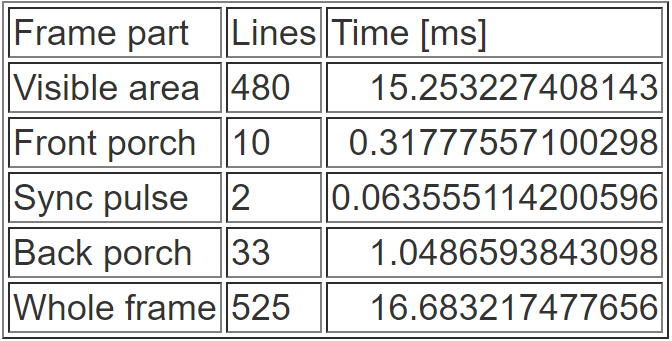 Frame part Lines Time [ms]
Visible area 480 15.253227408143
Front porch 10 0.31777557100298
Sync pulse 2 0.063555114200596
Back porch 33 1.0486593843098
Whole frame 525 16.683217477656